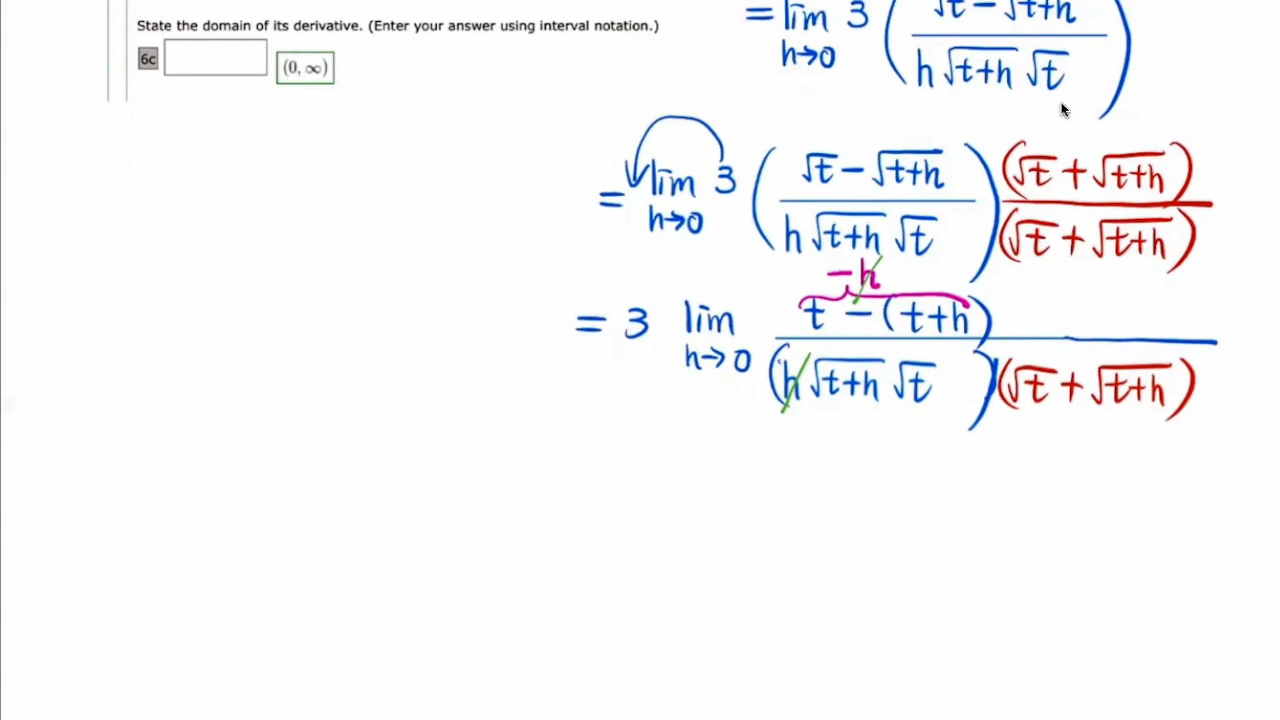 State the domain of its derivative. (Enter your answer using interval notation.)
6c (0, ∞)
= lim h→0 3 ( (√t − √t+h) / (h √t+h √t) )
= lim h→0 3 ( (√t − √t+h) / (h √t+h √t) ) (√t + √t+h) / (√t + √t+h)
−h
= 3 lim h→0 t − (t+h) ) / (h √t+h √t )(√t + √t+h)